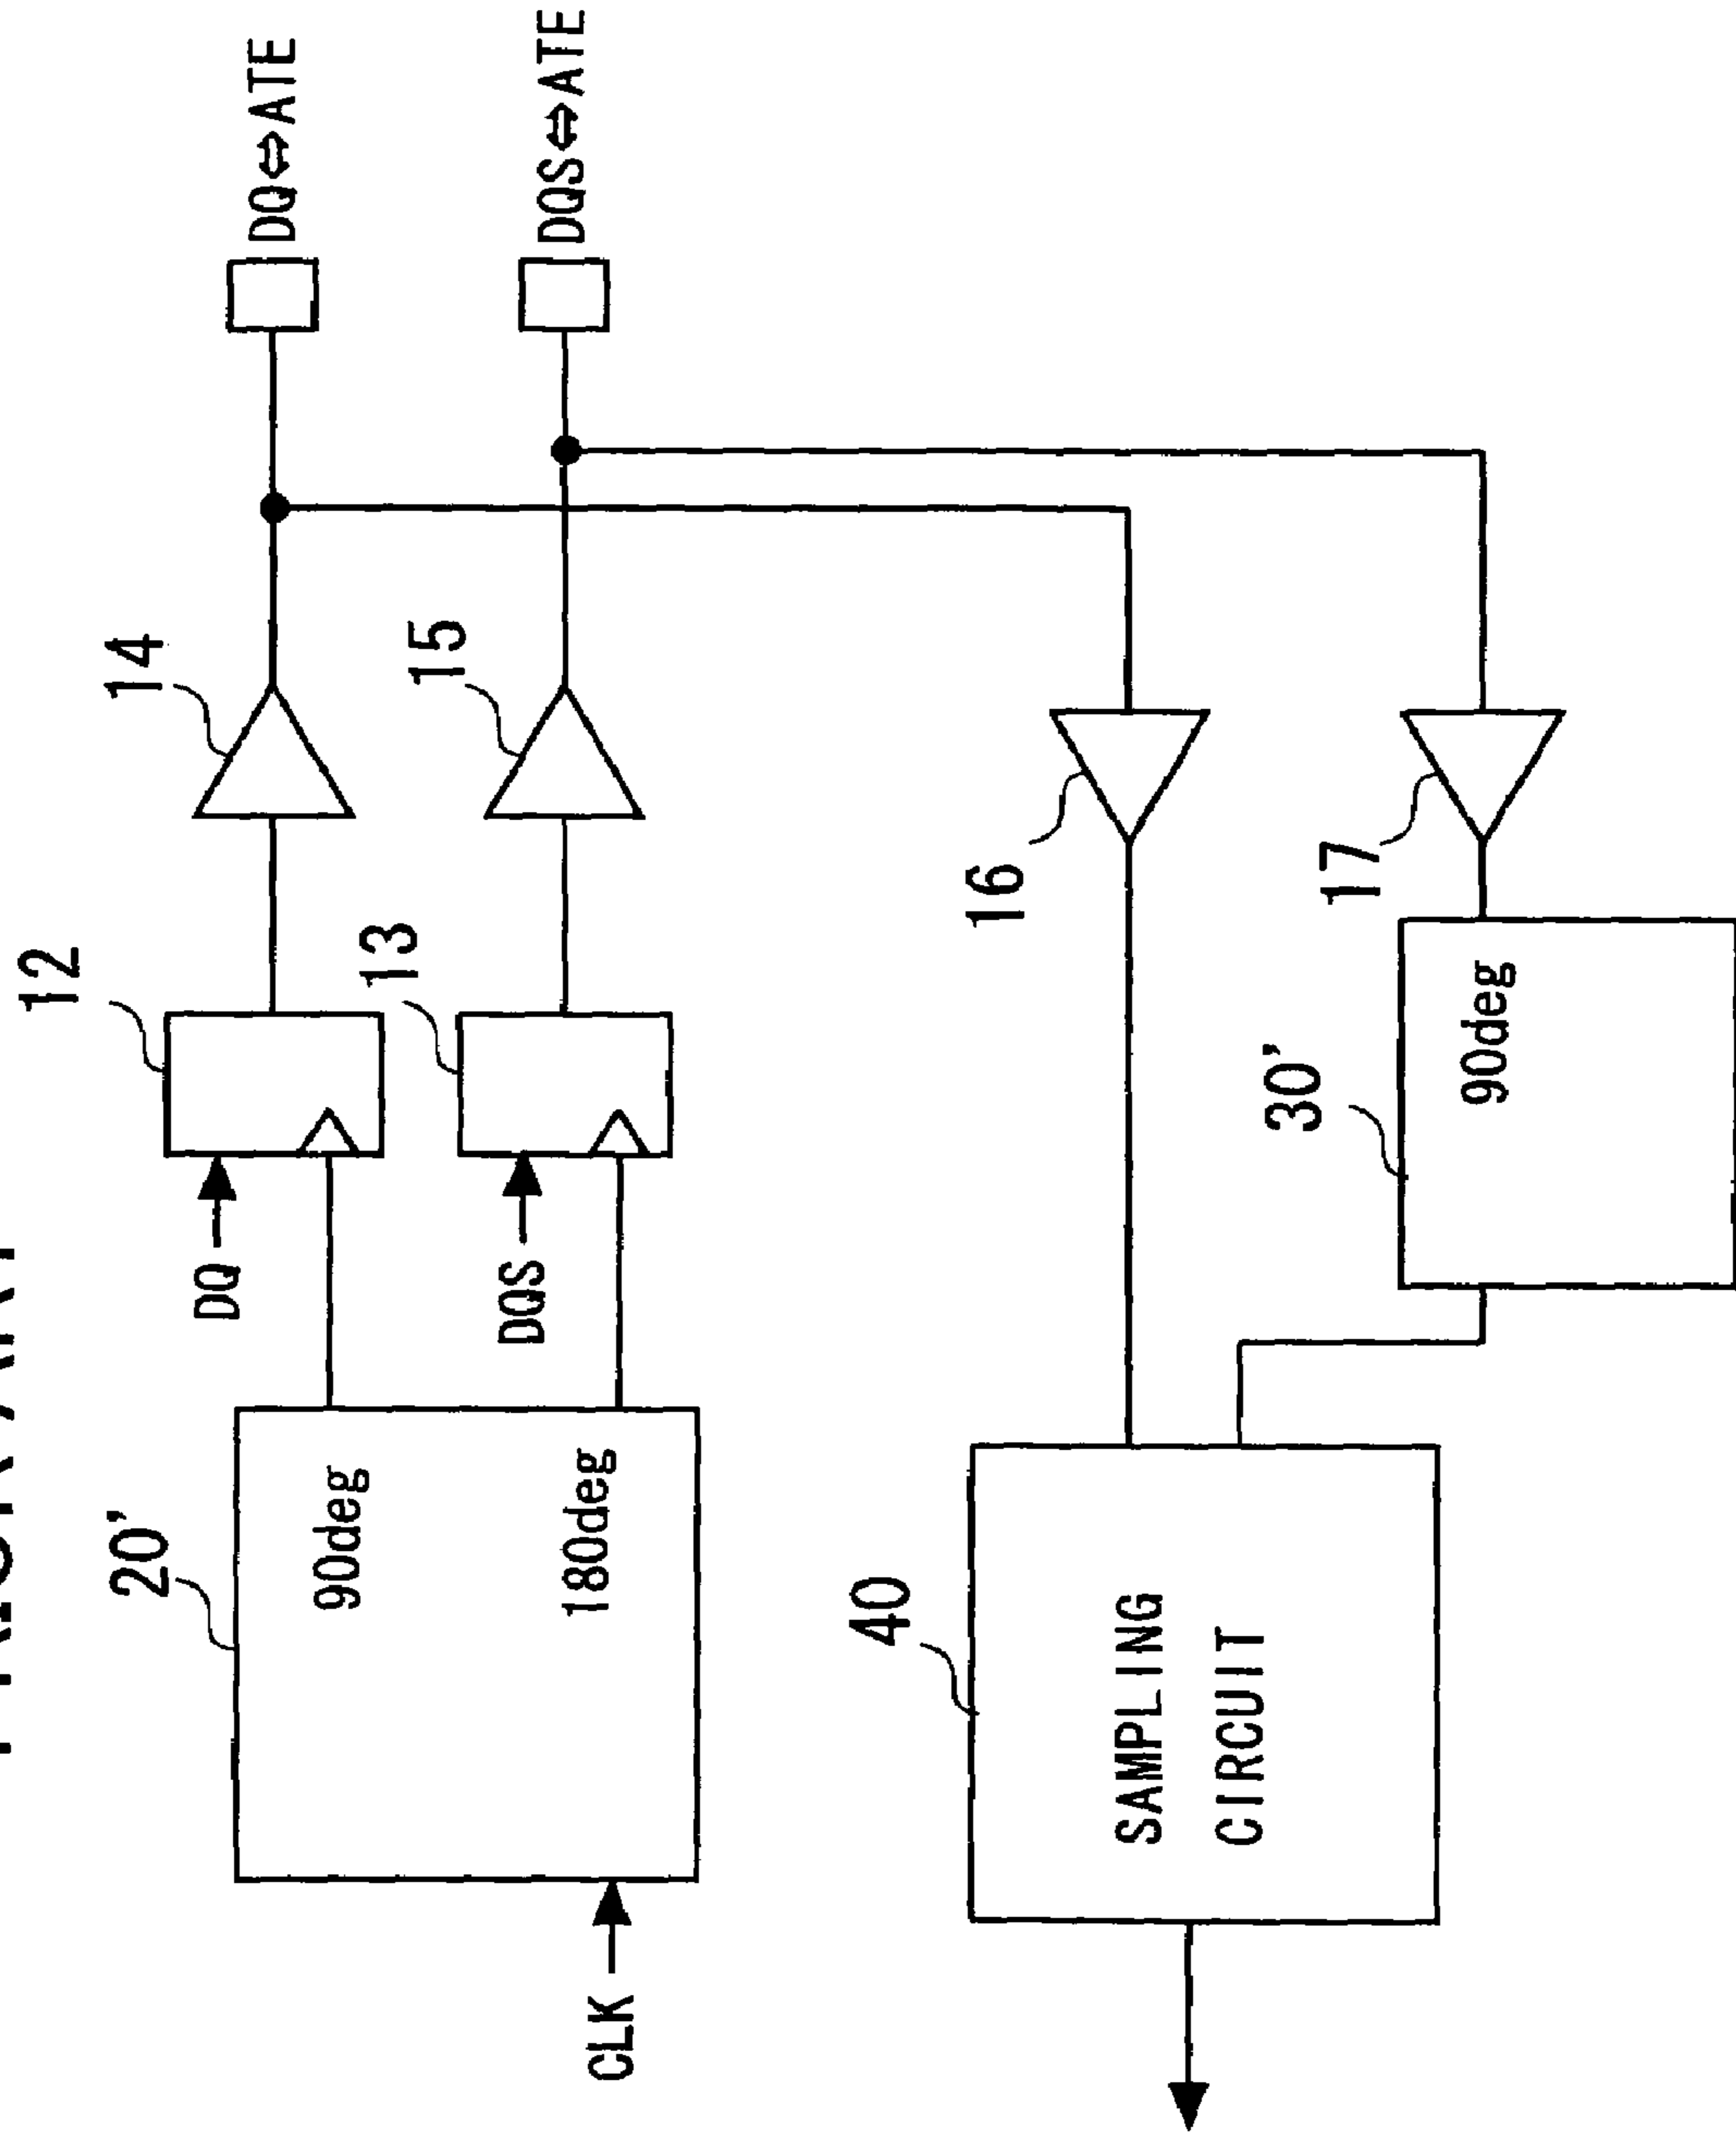 20'
90deg
180deg
CLK
DQ
12
DQS
13
14
15
DQ⇔ATE
DQS⇔ATE
40
SAMPLING
CIRCUIT
16
17
30'
90deg